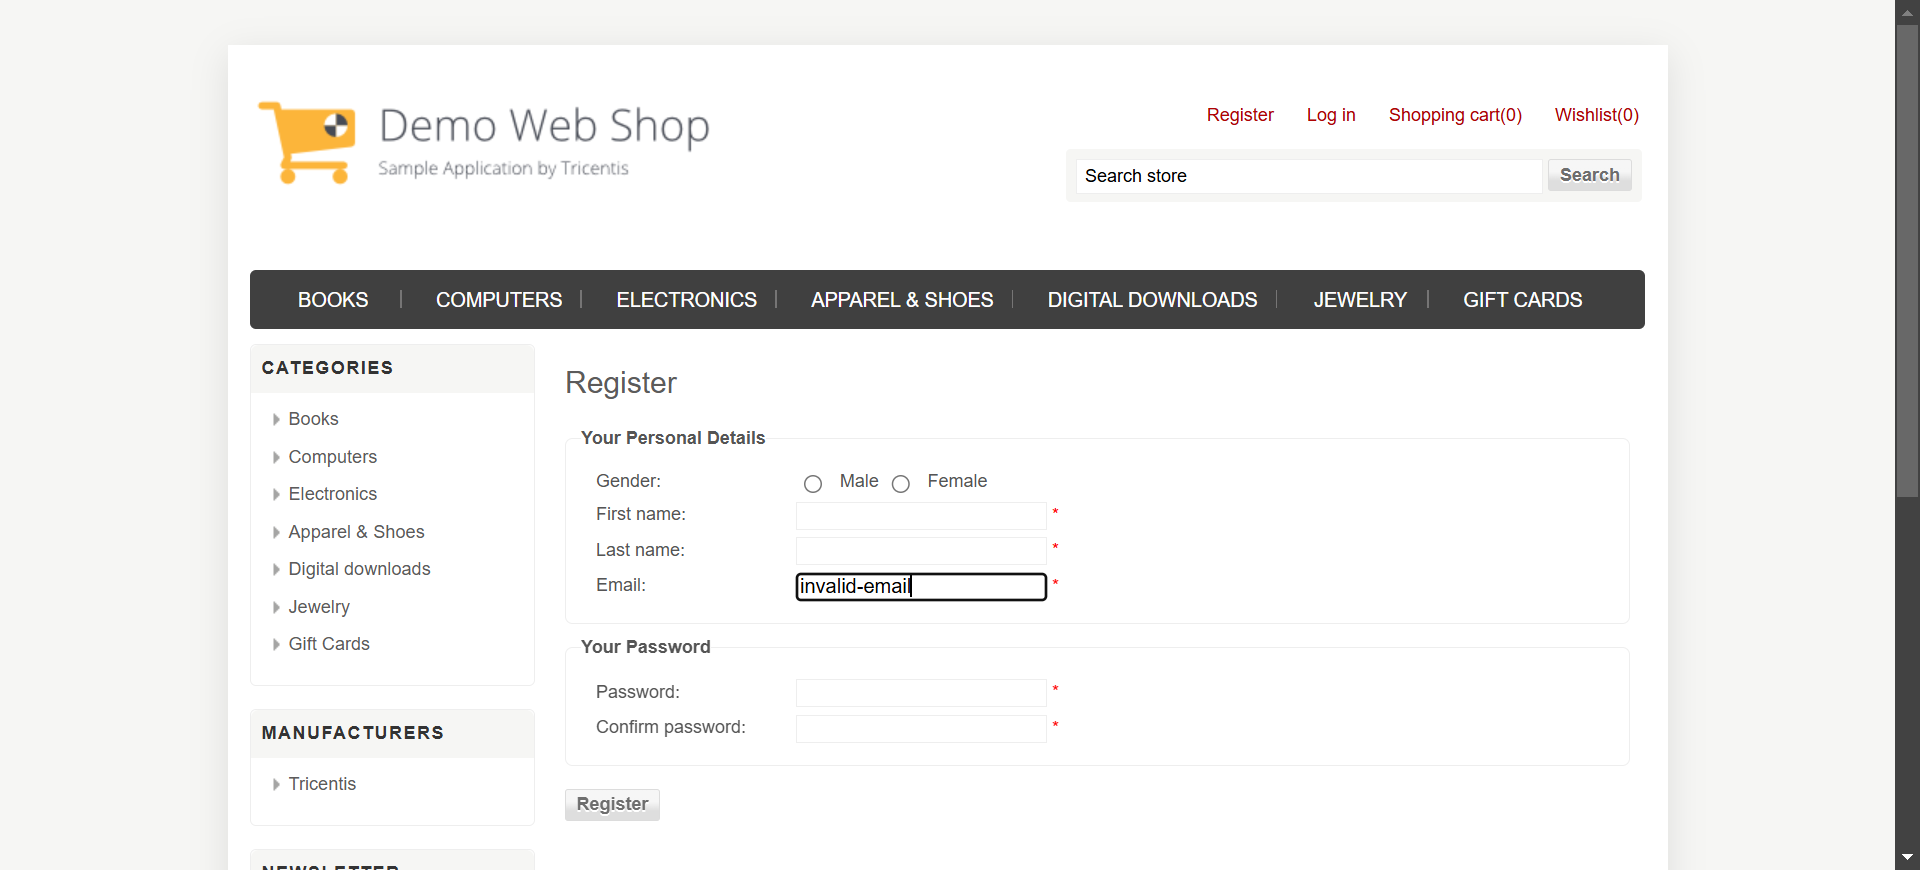 Demo Web Shop
Sample Application by Tricentis
Register Log in Shopping cart(0) Wishlist(0)
Search store Search
BOOKS COMPUTERS ELECTRONICS APPAREL & SHOES DIGITAL DOWNLOADS JEWELRY GIFT CARDS
CATEGORIES
Books
Computers
Electronics
Apparel & Shoes
Digital downloads
Jewelry
Gift Cards
MANUFACTURERS
Tricentis
NEWSLETTER
Register
Your Personal Details
Gender: Male Female
First name: *
Last name: *
Email: invalid-email *
Your Password
Password: *
Confirm password: *
Register